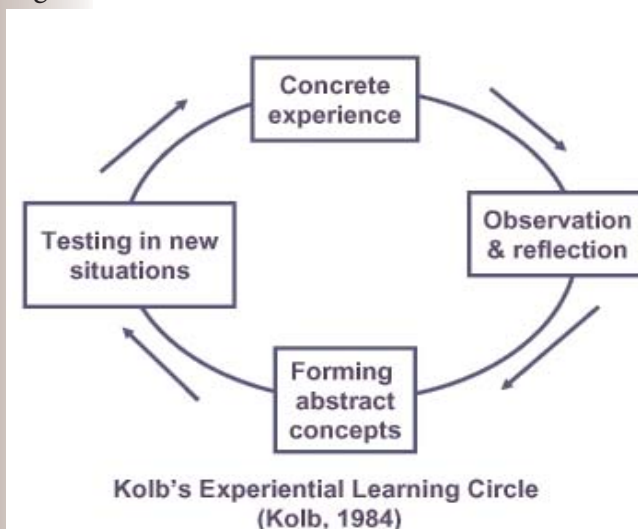 Concrete
experience
Observation
& reflection
Forming
abstract
concepts
Testing in new
situations
Kolb's Experiential Learning Circle
(Kolb, 1984)